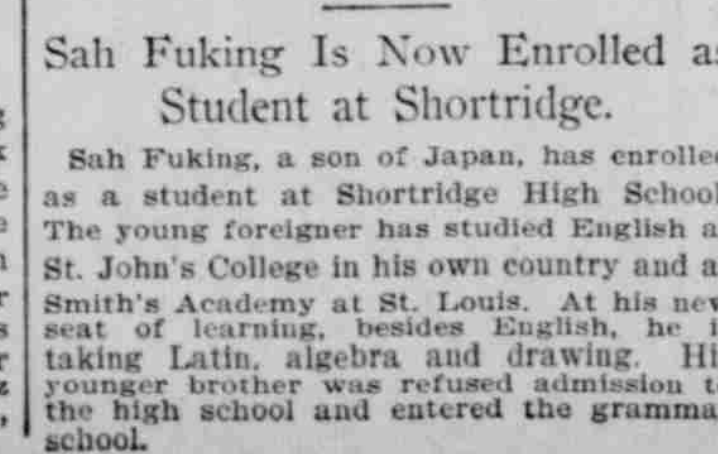 Sah Fuking Is Now Enrolled as
Student at Shortridge.
Sah Fuking, a son of Japan, has enrolled
as a student at Shortridge High School.
The young foreigner has studied English a
St. John's College in his own country and a
Smith's Academy at St. Louis. At his new
seat of learning, besides English, he i
taking Latin, algebra and drawing. Hi
younger brother was refused admission t
the high school and entered the gramma
school.